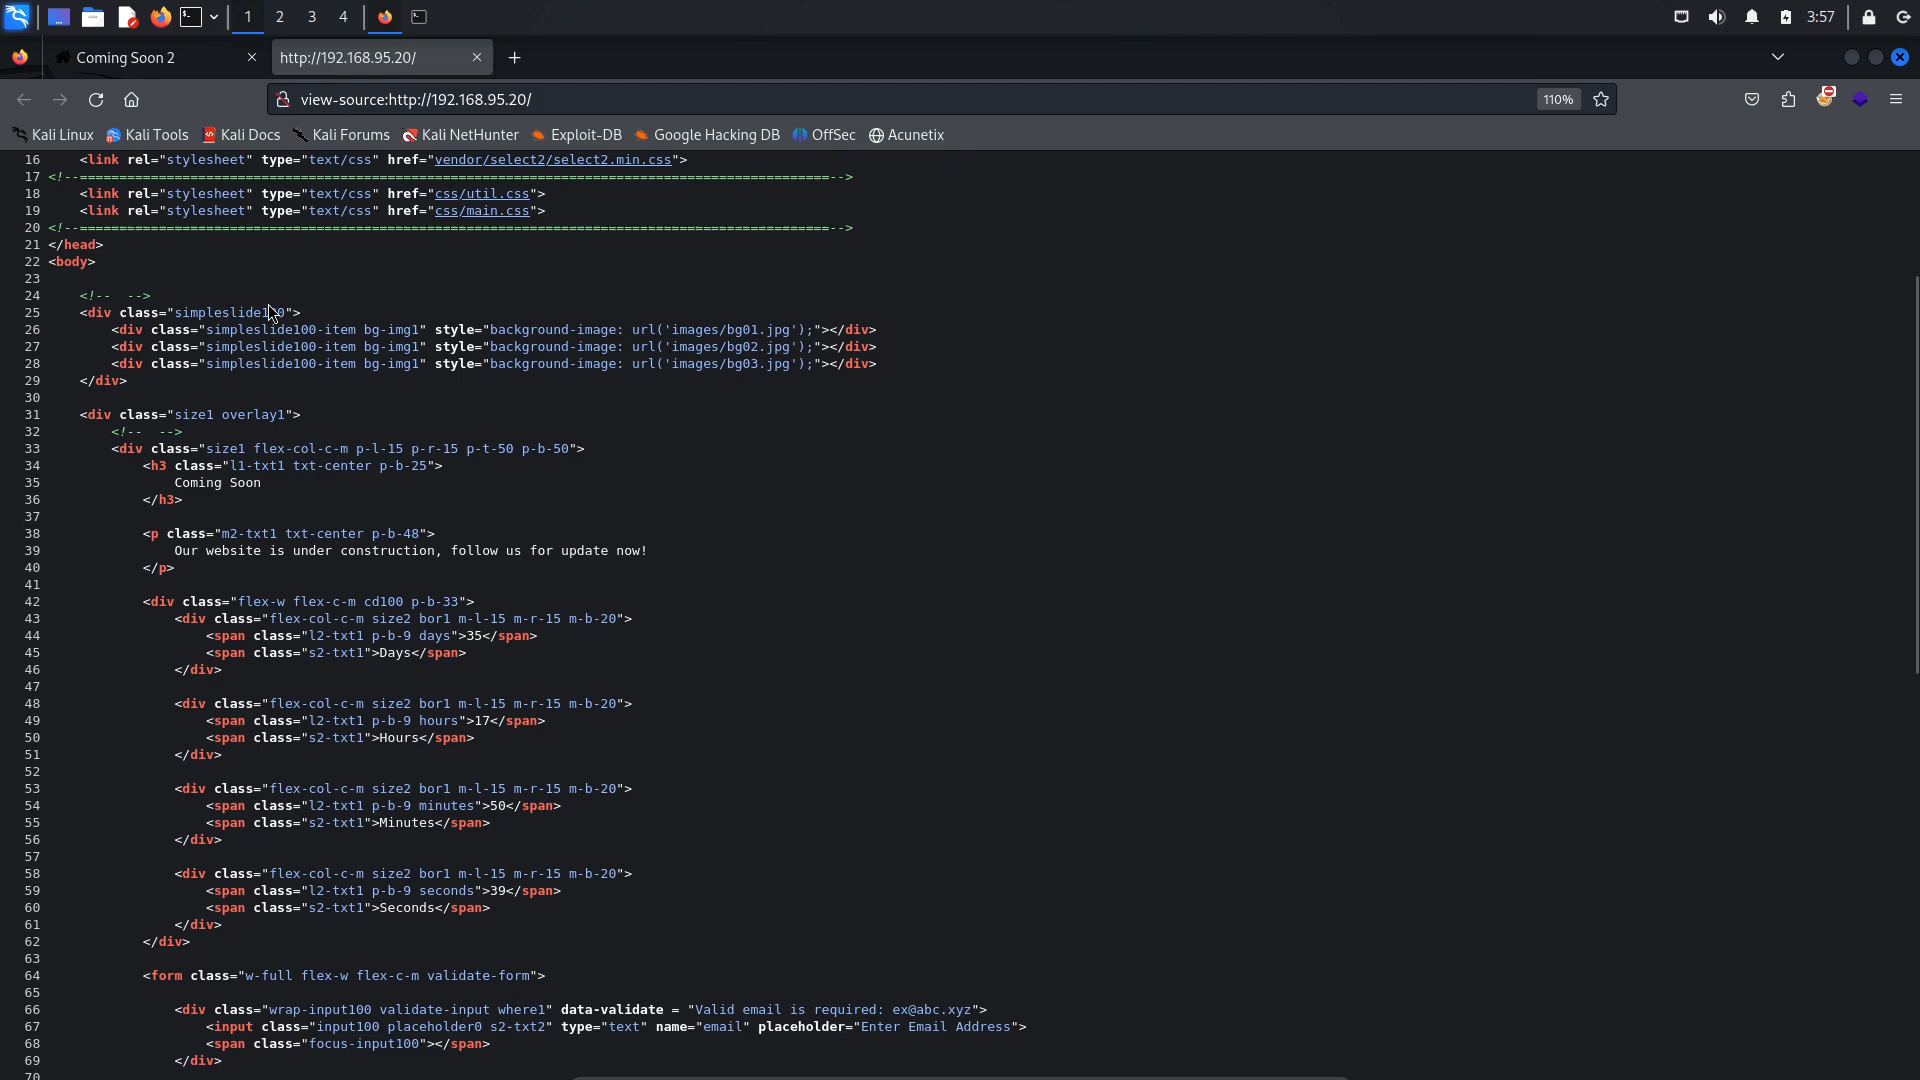 1 2 3 4 3:57
Coming Soon 2 http://192.168.95.20/
view-source:http://192.168.95.20/ 110%
Kali Linux Kali Tools Kali Docs Kali Forums Kali NetHunter Exploit-DB Google Hacking DB OffSec Acunetix
16 <link rel="stylesheet" type="text/css" href="vendor/select2/select2.min.css">
17 <!--===============================================================================================-->
18 <link rel="stylesheet" type="text/css" href="css/util.css">
19 <link rel="stylesheet" type="text/css" href="css/main.css">
20 <!--===============================================================================================-->
21 </head>
22 <body>
23
24 <!--  -->
25 <div class="simpleslide100">
26 <div class="simpleslide100-item bg-img1" style="background-image: url('images/bg01.jpg');"></div>
27 <div class="simpleslide100-item bg-img1" style="background-image: url('images/bg02.jpg');"></div>
28 <div class="simpleslide100-item bg-img1" style="background-image: url('images/bg03.jpg');"></div>
29 </div>
30
31 <div class="size1 overlay1">
32 <!--  -->
33 <div class="size1 flex-col-c-m p-l-15 p-r-15 p-t-50 p-b-50">
34 <h3 class="l1-txt1 txt-center p-b-25">
35 Coming Soon
36 </h3>
37
38 <p class="m2-txt1 txt-center p-b-48">
39 Our website is under construction, follow us for update now!
40 </p>
41
42 <div class="flex-w flex-c-m cd100 p-b-33">
43 <div class="flex-col-c-m size2 bor1 m-l-15 m-r-15 m-b-20">
44 <span class="l2-txt1 p-b-9 days">35</span>
45 <span class="s2-txt1">Days</span>
46 </div>
47
48 <div class="flex-col-c-m size2 bor1 m-l-15 m-r-15 m-b-20">
49 <span class="l2-txt1 p-b-9 hours">17</span>
50 <span class="s2-txt1">Hours</span>
51 </div>
52
53 <div class="flex-col-c-m size2 bor1 m-l-15 m-r-15 m-b-20">
54 <span class="l2-txt1 p-b-9 minutes">50</span>
55 <span class="s2-txt1">Minutes</span>
56 </div>
57
58 <div class="flex-col-c-m size2 bor1 m-l-15 m-r-15 m-b-20">
59 <span class="l2-txt1 p-b-9 seconds">39</span>
60 <span class="s2-txt1">Seconds</span>
61 </div>
62 </div>
63
64 <form class="w-full flex-w flex-c-m validate-form">
65
66 <div class="wrap-input100 validate-input where1" data-validate = "Valid email is required: ex@abc.xyz">
67 <input class="input100 placeholder0 s2-txt2" type="text" name="email" placeholder="Enter Email Address">
68 <span class="focus-input100"></span>
69 </div>
70